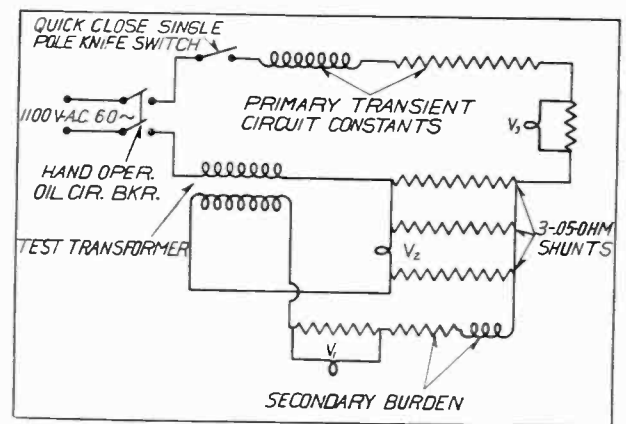 QUICK CLOSE SINGLE
POLE KNIFE SWITCH
1100 V-A.C. 60~
PRIMARY TRANSIENT
CIRCUIT CONSTANTS
V3
HAND OPER.
OIL CIR. BKR.
TEST TRANSFORMER
V2
3-.05-OHM
SHUNTS
V1
SECONDARY BURDEN